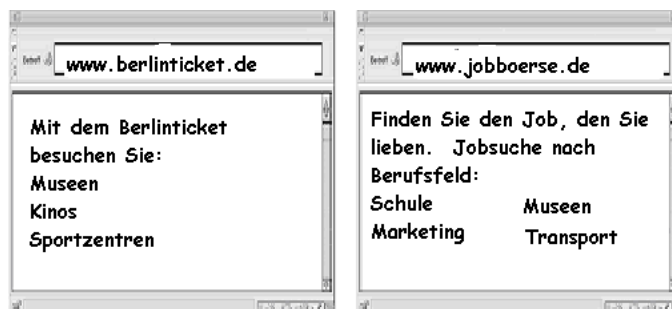 www.berlinticket.de
Mit dem Berlinticket
besuchen Sie:
Museen
Kinos
Sportzentren
www.jobboerse.de
Finden Sie den Job, den Sie
lieben. Jobsuche nach
Berufsfeld:
Schule Museen
Marketing Transport